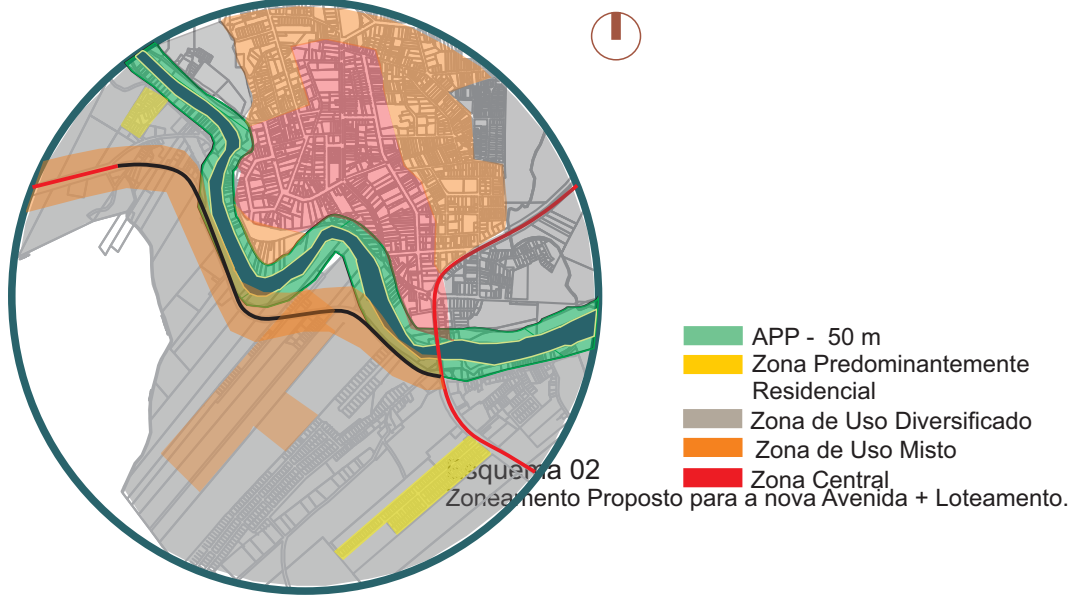 APP - 50 m
Zona Predominantemente
Residencial
Zona de Uso Diversificado
Zona de Uso Misto
Zona Central
Esquema 02
Zoneamento Proposto para a nova Avenida + Loteamento.